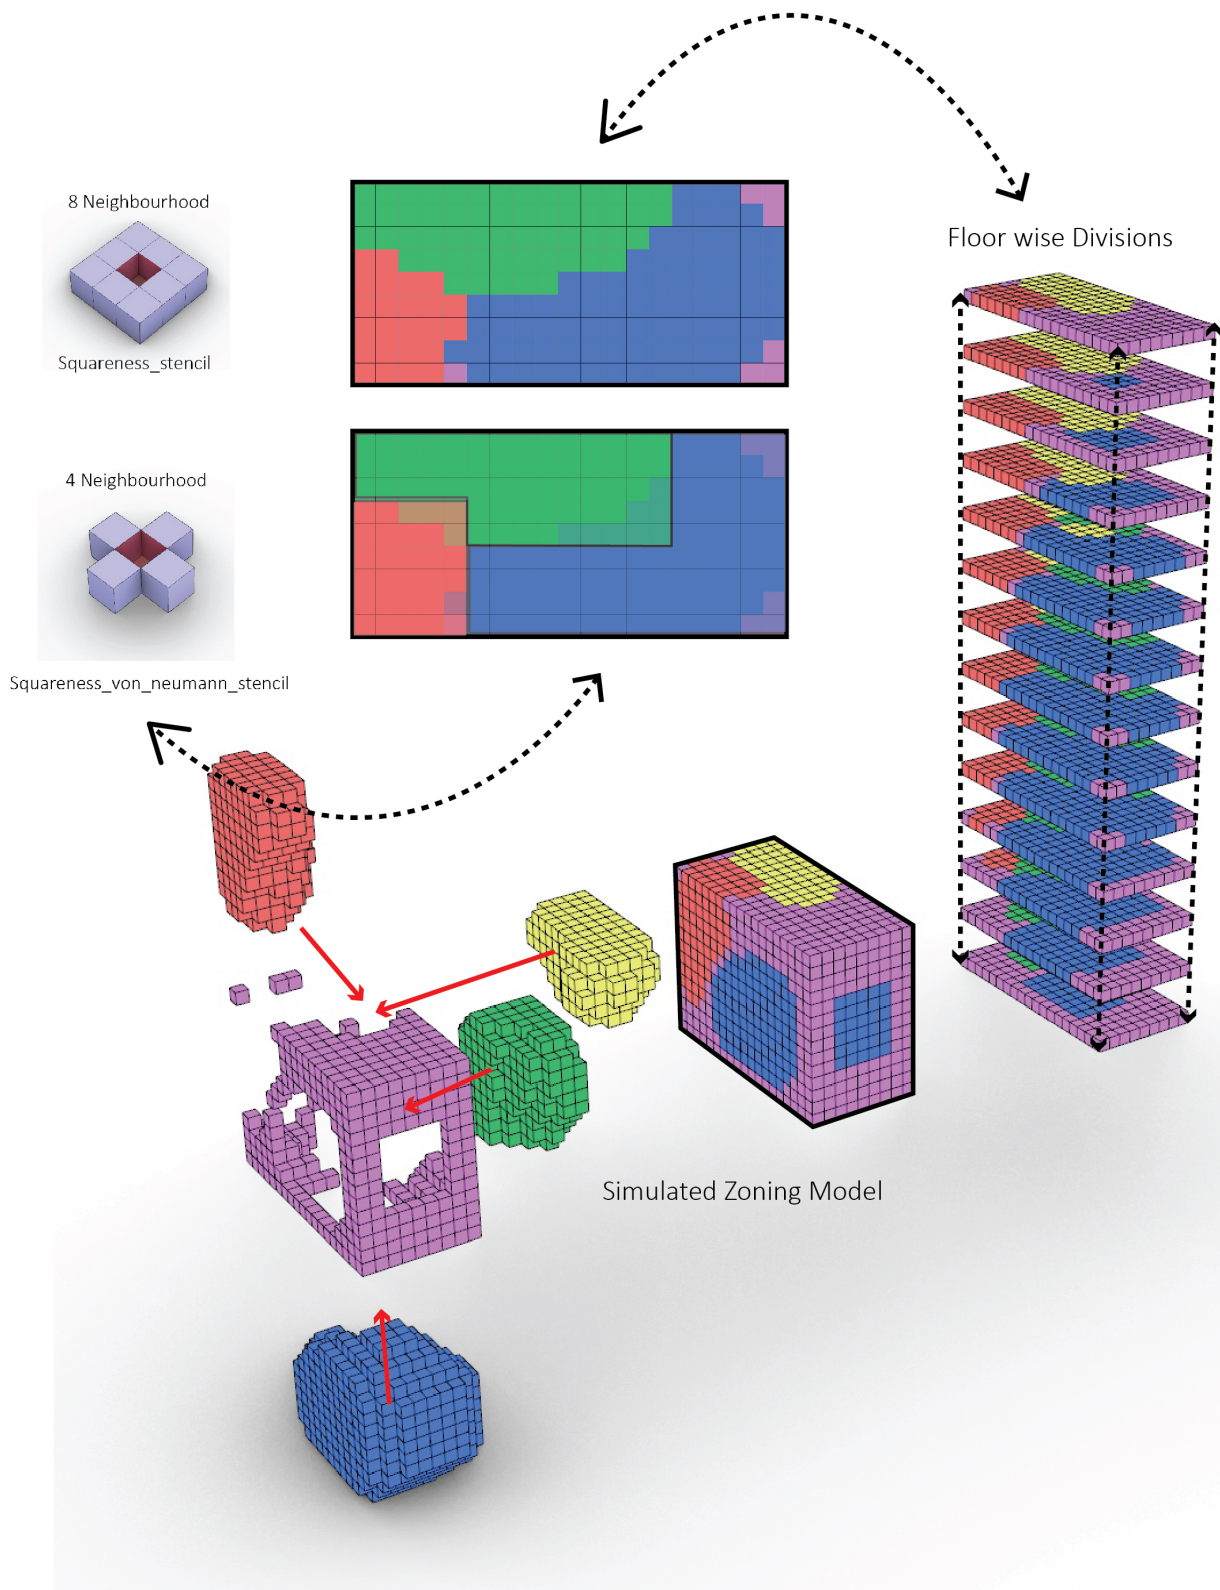 8 Neighbourhood
Squareness_stencil
Floor wise Divisions
4 Neighbourhood
Squareness_von_neumann_stencil
Simulated Zoning Model